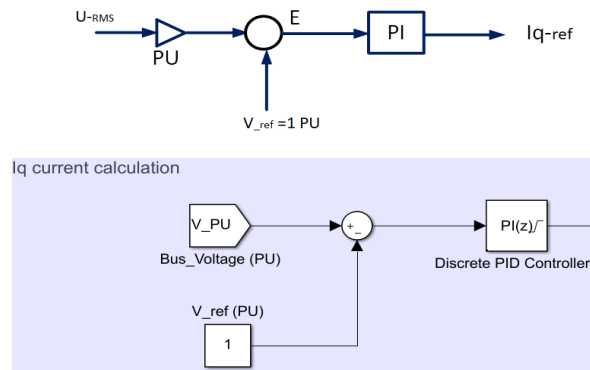 U-RMS
E
PU
PI
Iq-ref
V_ref =1 PU
Iq current calculation
V_PU
+
-
PI(z)
Bus_Voltage (PU)
Discrete PID Controller
V_ref (PU)
1